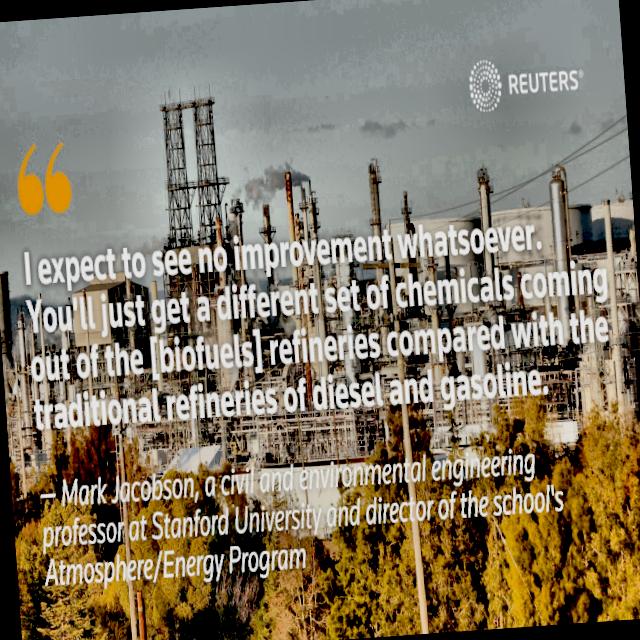 REUTERS
“
I expect to see no improvement whatsoever.
You'll just get a different set of chemicals coming
out of the [biofuels] refineries compared with the
traditional refineries of diesel and gasoline
– Mark Jacobson, a civil and environmental engineering
professor at Stanford University and director of the school's
Atmosphere/Energy Program